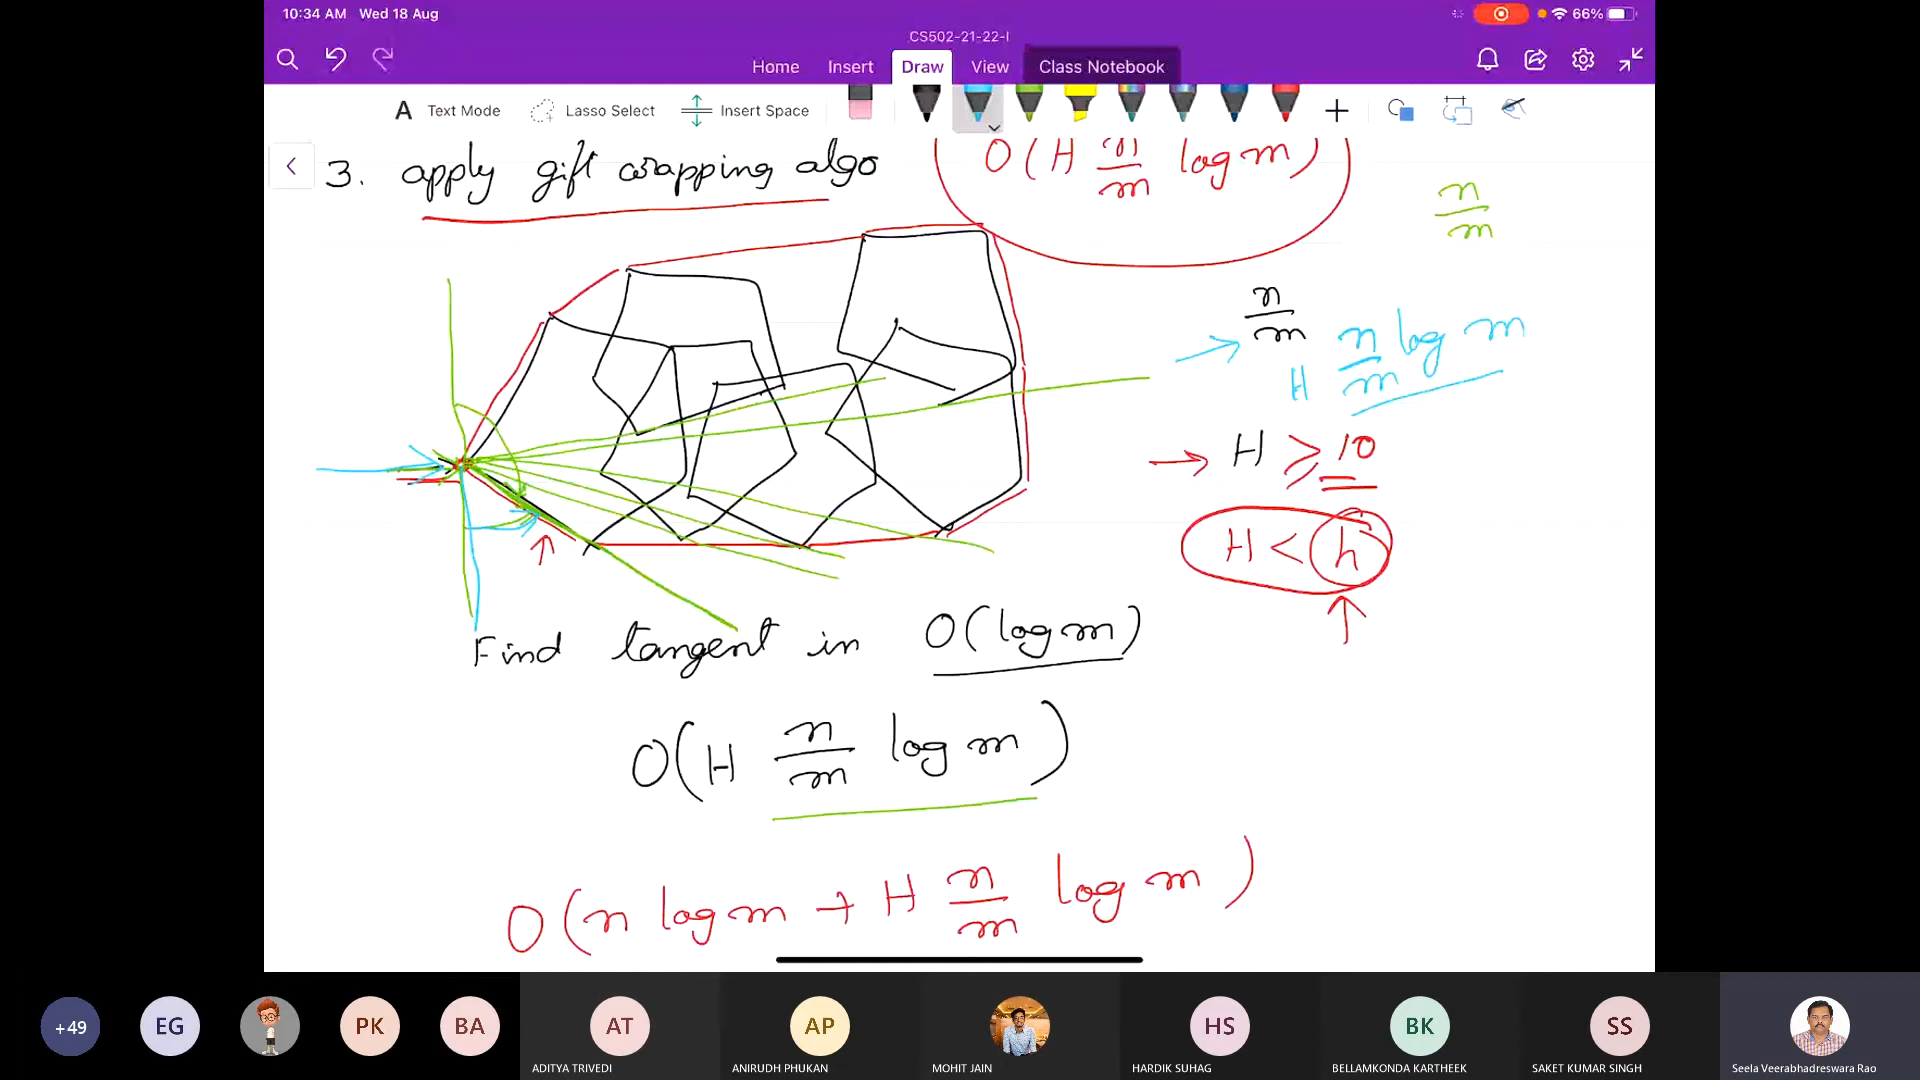 10:34 AM Wed 18 Aug
66%
CS502-21-22-I
Home Insert Draw View Class Notebook
A Text Mode Lasso Select Insert Space
3. apply gift wrapping algo
O(H n/m log m)
n/m
n/m
H n/m log m
H ≥ 10
H < h
Find tangent in O(log m)
O(H n/m log m)
O(n log m + H n/m log m)
+49 EG PK BA AT AP HS BK SS
ADITYA TRIVEDI ANIRUDH PHUKAN MOHIT JAIN HARDIK SUHAG BELLAMKONDA KARTHEEK SAKET KUMAR SINGH Seela Veerabhadreswara Rao